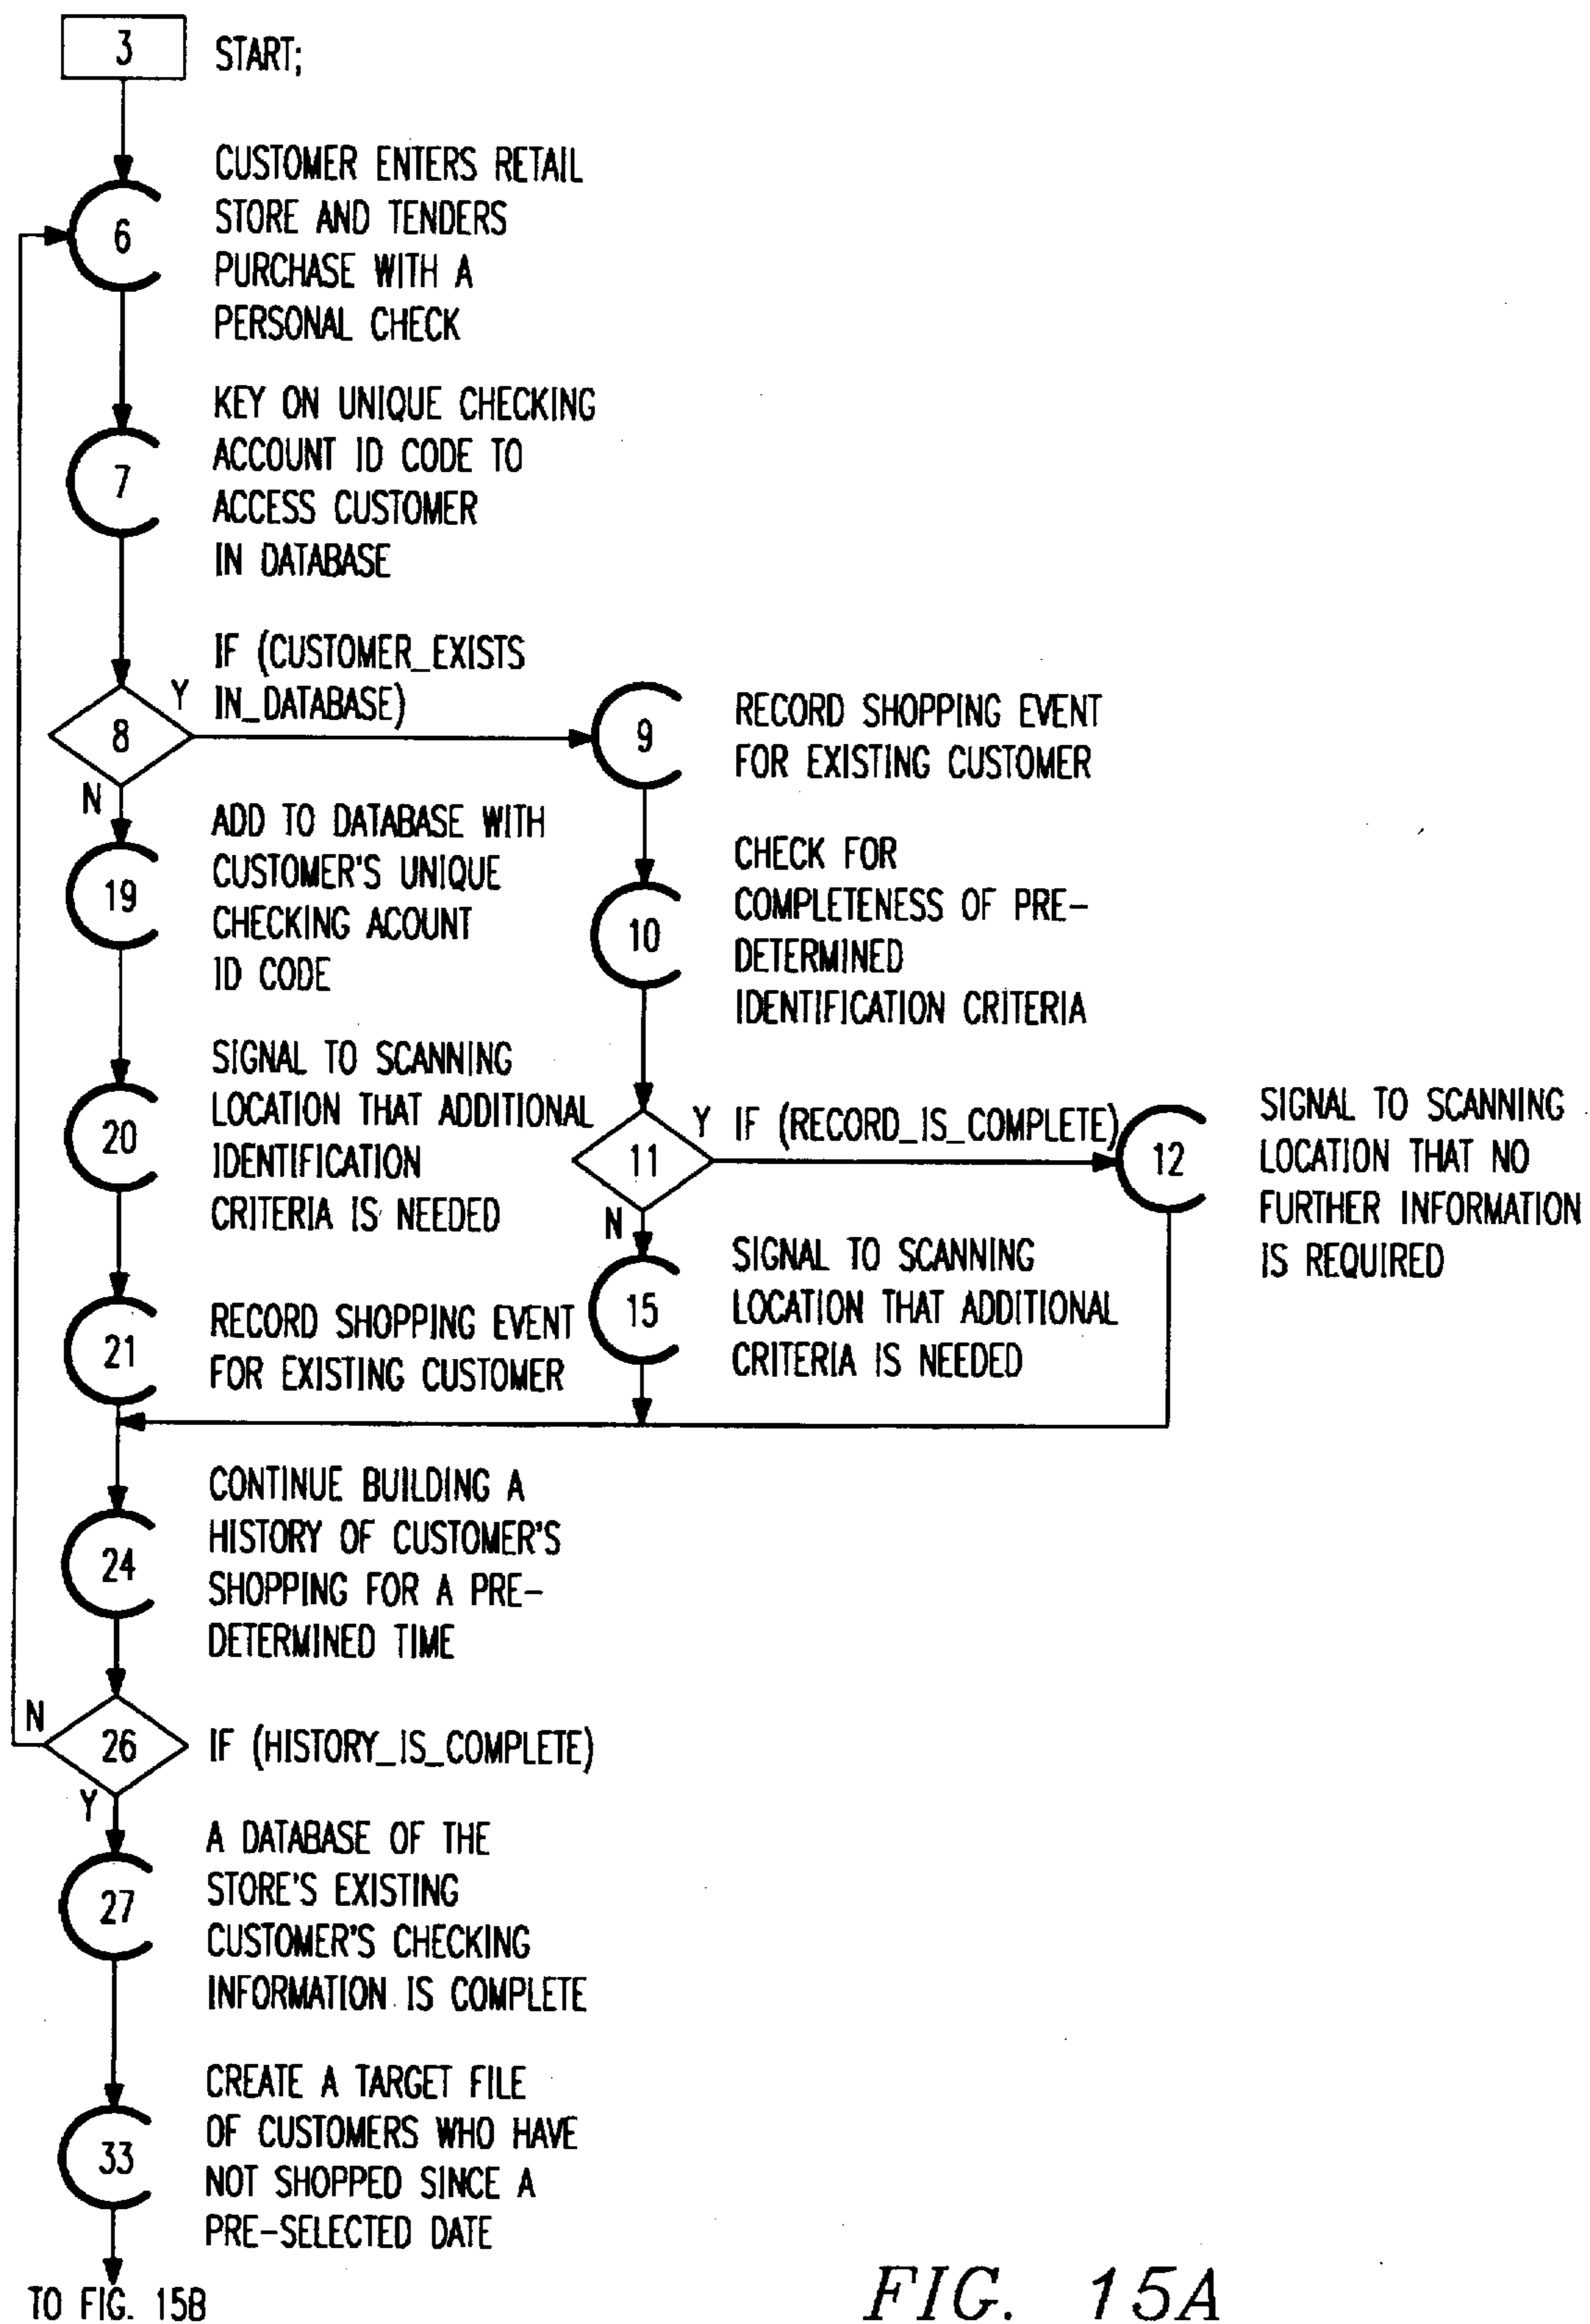 3
START;
CUSTOMER ENTERS RETAIL
STORE AND TENDERS
PURCHASE WITH A
PERSONAL CHECK
6
KEY ON UNIQUE CHECKING
ACCOUNT ID CODE TO
ACCESS CUSTOMER
IN DATABASE
7
IF (CUSTOMER_EXISTS
IN_DATABASE)
Y
8
N
9
RECORD SHOPPING EVENT
FOR EXISTING CUSTOMER
ADD TO DATABASE WITH
CUSTOMER'S UNIQUE
CHECKING ACOUNT
ID CODE
19
CHECK FOR
COMPLETENESS OF PRE-
DETERMINED
IDENTIFICATION CRITERIA
10
SIGNAL TO SCANNING
LOCATION THAT ADDITIONAL
IDENTIFICATION
CRITERIA IS NEEDED
20
11
Y
IF (RECORD_IS_COMPLETE)
N
12
SIGNAL TO SCANNING
LOCATION THAT NO
FURTHER INFORMATION
IS REQUIRED
21
RECORD SHOPPING EVENT
FOR EXISTING CUSTOMER
15
SIGNAL TO SCANNING
LOCATION THAT ADDITIONAL
CRITERIA IS NEEDED
CONTINUE BUILDING A
HISTORY OF CUSTOMER'S
SHOPPING FOR A PRE-
DETERMINED TIME
24
N
26
IF (HISTORY_IS_COMPLETE)
Y
A DATABASE OF THE
STORE'S EXISTING
CUSTOMER'S CHECKING
INFORMATION IS COMPLETE
27
CREATE A TARGET FILE
OF CUSTOMERS WHO HAVE
NOT SHOPPED SINCE A
PRE-SELECTED DATE
33
TO FIG. 15B
FIG. 15A